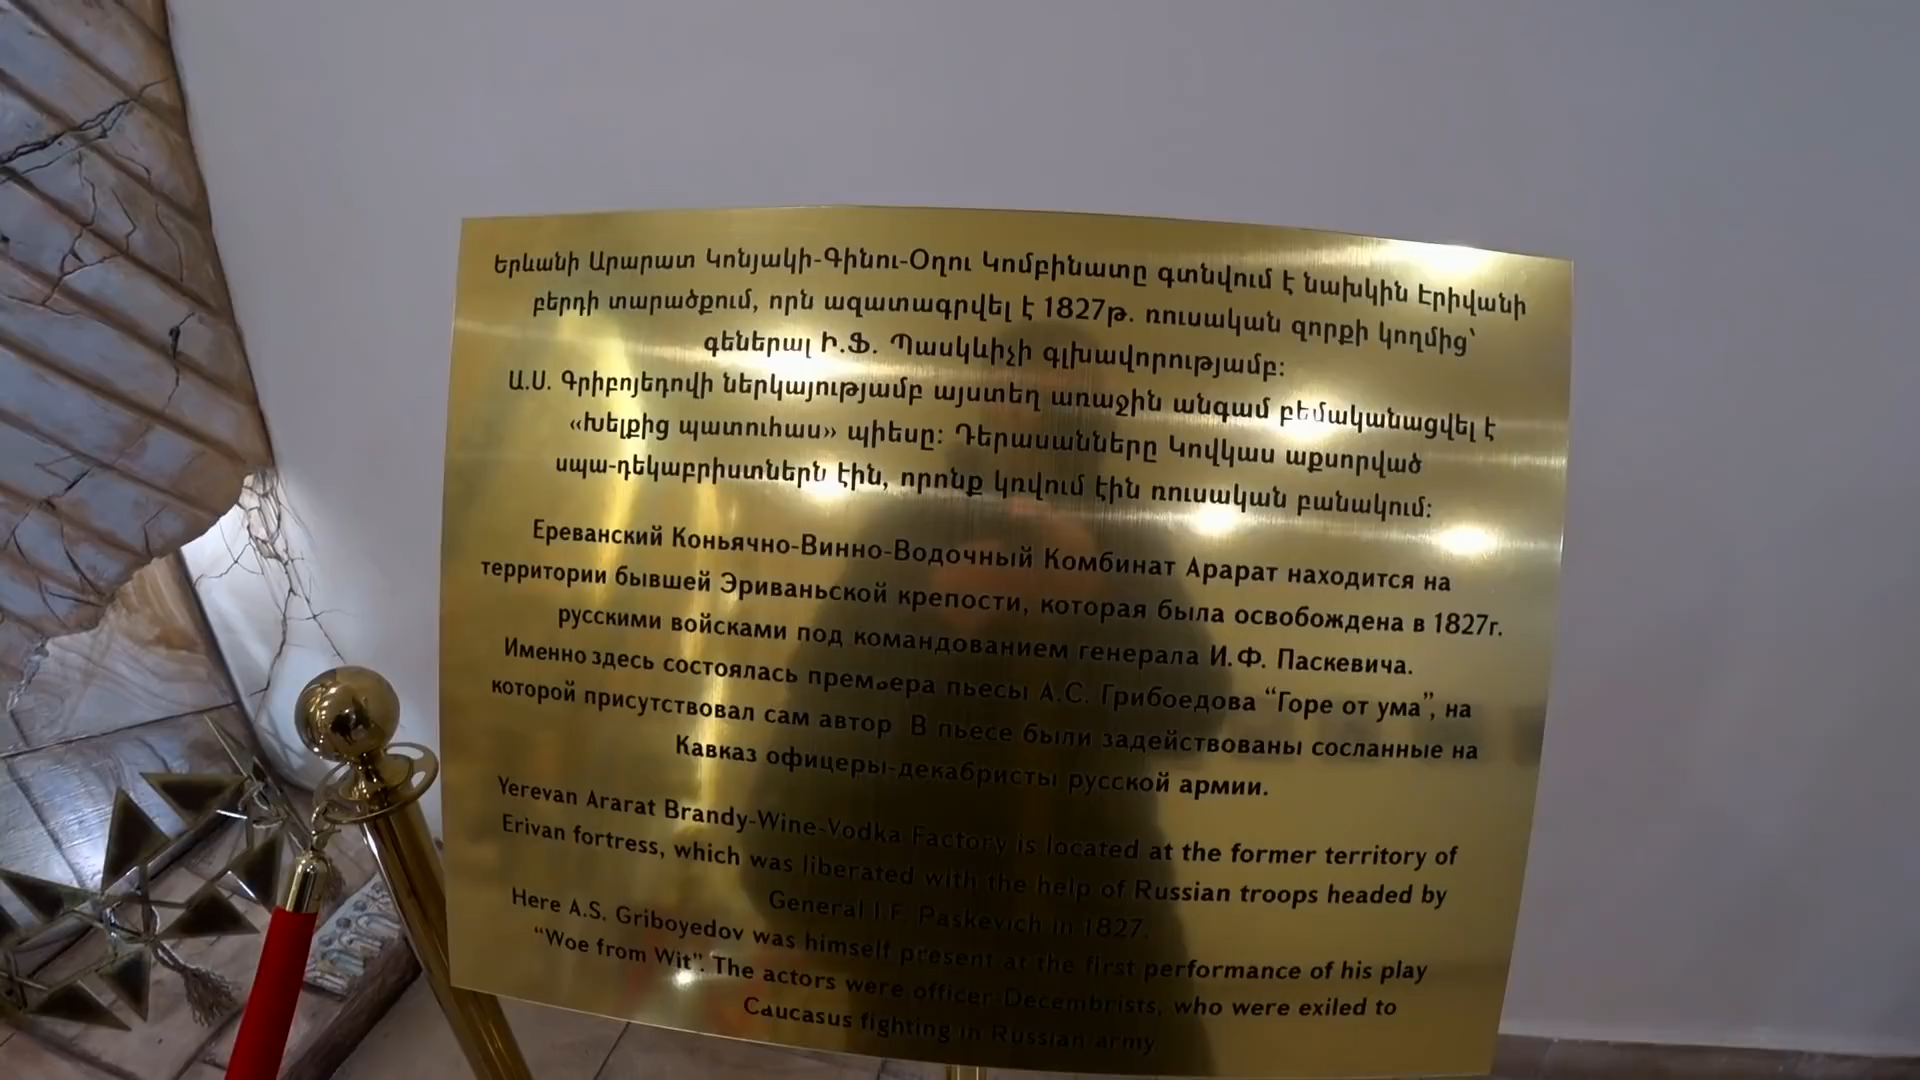 Երևանի Արարատ Կոնյակի-Գինու-Օղու Կոմբինատը գտնվում է նախկին Էրիվանի
բերդի տարածքում, որն ազատագրվել է 1827թ. ռուսական զորքի կողմից՝
գեներալ Ի.Ֆ. Պասկևիչի գլխավորությամբ:
Ա.Ս. Գրիբոյեդովի ներկայությամբ այստեղ առաջին անգամ բեմականացվել է
«Խելքից պատուհաս» պիեսը: Դերասանները Կովկաս աքսորված
սպա-դեկաբրիստներն էին, որոնք կռվում էին ռուսական բանակում:
Ереванский Коньячно-Винно-Водочный Комбинат Арарат находится на
территории бывшей Эриваньской крепости, которая была освобождена в 1827г.
русскими войсками под командованием генерала И.Ф. Паскевича.
Именно здесь состоялась премьера пьесы А.С. Грибоедова “Горе от ума”, на
которой присутствовал сам автор В пьесе были задействованы сосланные на
Кавказ офицеры-декабристы русской армии.
Yerevan Ararat Brandy-Wine-Vodka Factory is located at the former territory of
Erivan fortress, which was liberated with the help of Russian troops headed by
General I.F. Paskevich in 1827.
Here A.S. Griboyedov was himself present at the first performance of his play
“Woe from Wit”. The actors were officer Decembrists, who were exiled to
Caucasus fighting in Russian army.